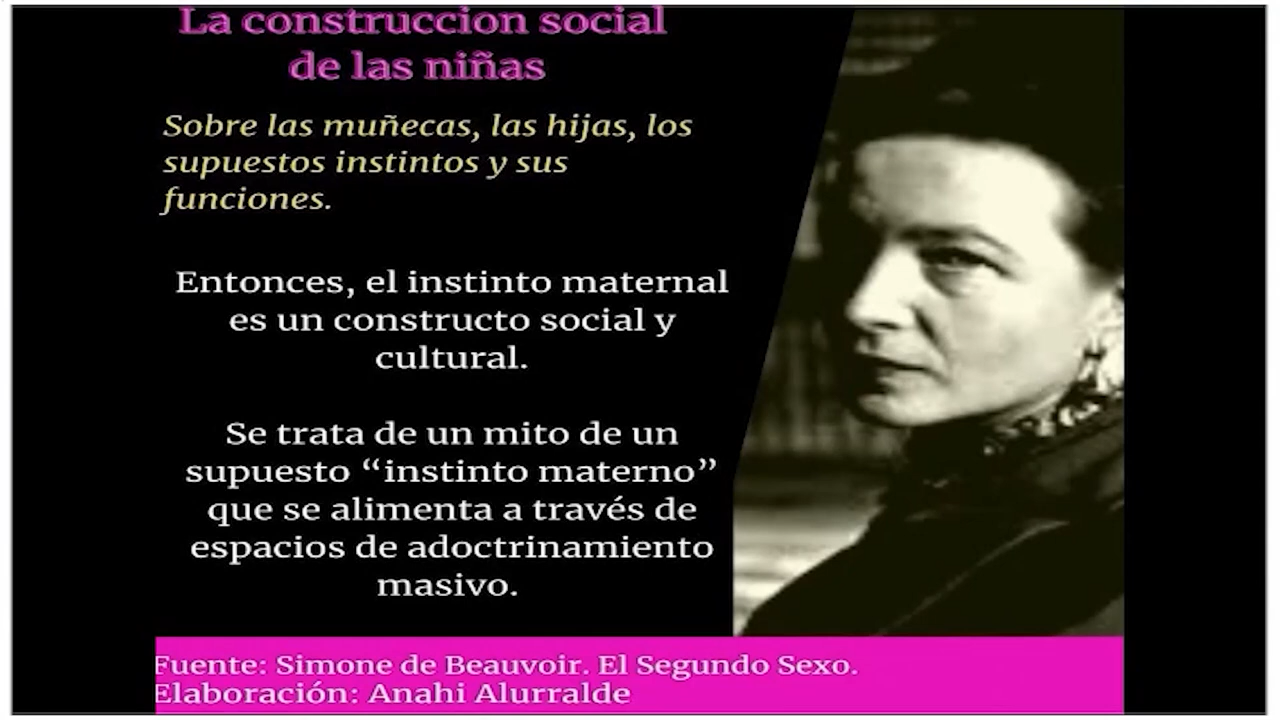 La construccion social
de las niñas
Sobre las muñecas, las hijas, los
supuestos instintos y sus
funciones.
Entonces, el instinto maternal
es un constructo social y
cultural.
Se trata de un mito de un
supuesto “instinto materno”
que se alimenta a través de
espacios de adoctrinamiento
masivo.
Fuente: Simone de Beauvoir. El Segundo Sexo.
Elaboración: Anahi Alurralde